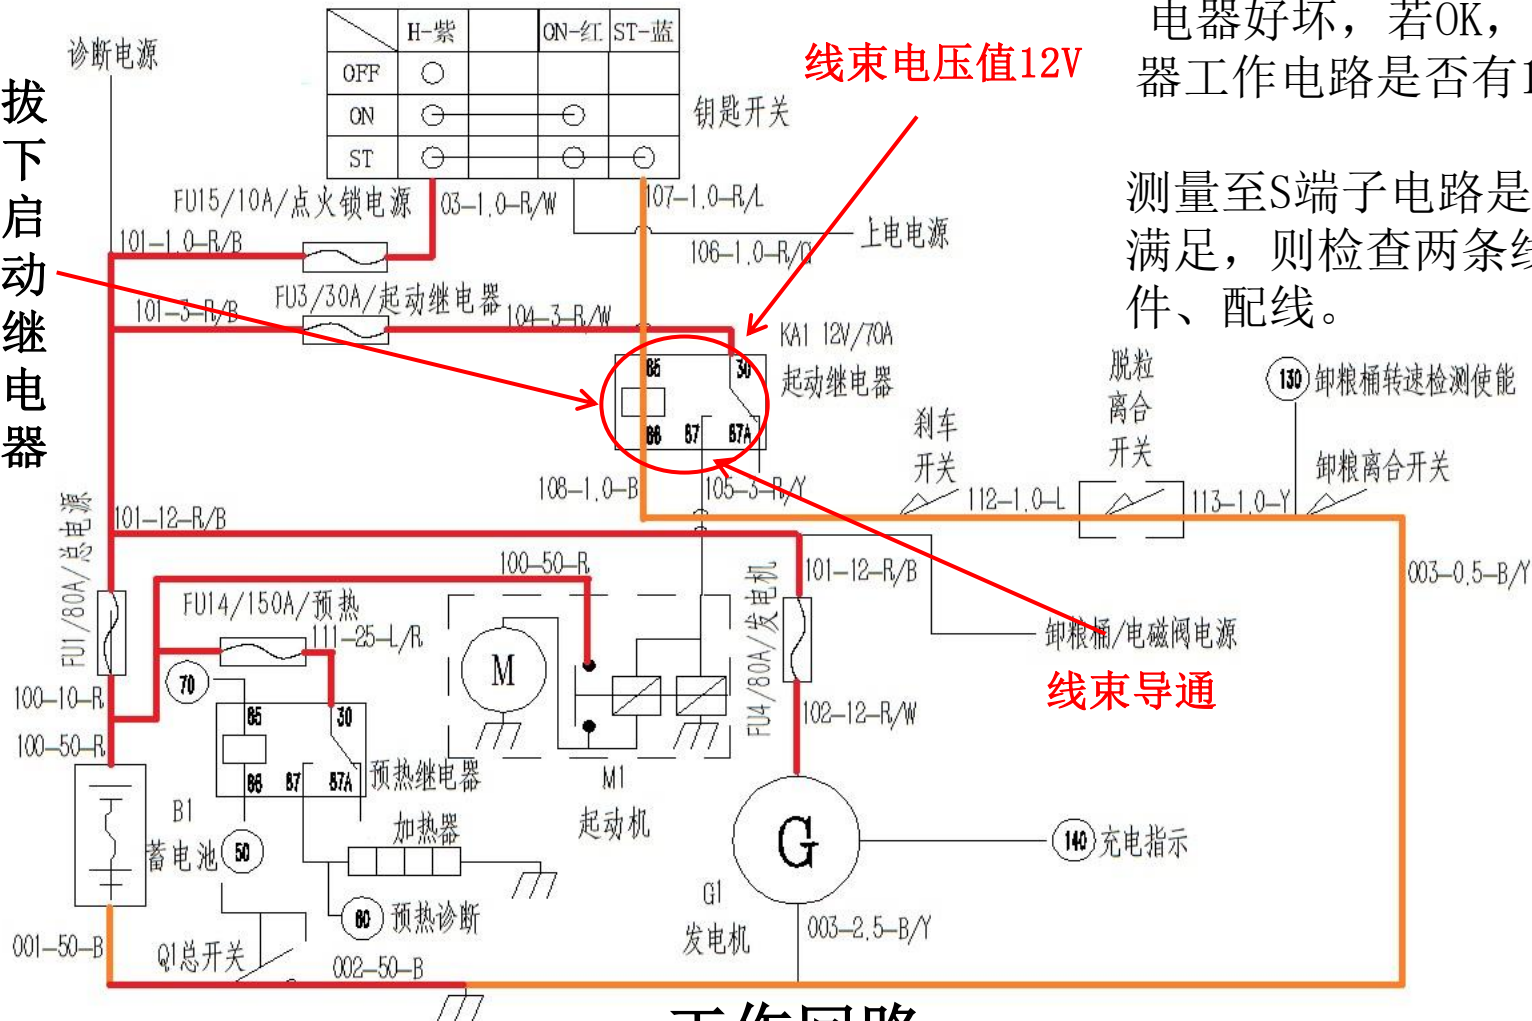 电器好坏，若OK，
器工作电路是否有1
测量至S端子电路是
满足，则检查两条线
件、配线。
诊断电源
拔下启动继电器
H-紫
ON-红
ST-蓝
OFF
ON
ST
钥匙开关
线束电压值12V
FU15/10A/点火锁电源
03-1.0-R/W
107-1.0-R/L
101-1.0-R/B
106-1.0-R/G
上电电源
FU3/30A/起动继电器
101-3-R/B
104-3-R/W
KA1 12V/70A
起动继电器
85
30
86
87
87A
108-1.0-B
105-3-R/Y
刹车
开关
脱粒
离合
开关
130
卸粮桶转速检测使能
卸粮离合开关
112-1.0-L
113-1.0-Y
101-12-R/B
FU1/80A/总电源
100-50-R
101-12-R/B
003-0.5-B/Y
FU14/150A/预热
111-25-L/R
FU4/80A/发电机
卸粮桶/电磁阀电源
线束导通
70
M
100-10-R
100-50-R
102-12-R/W
85
30
86
87
87A
预热继电器
M1
起动机
B1
蓄电池
50
加热器
G
140
充电指示
60
预热诊断
G1
发电机
003-2.5-B/Y
001-50-B
Q1总开关
002-50-B
工作回路